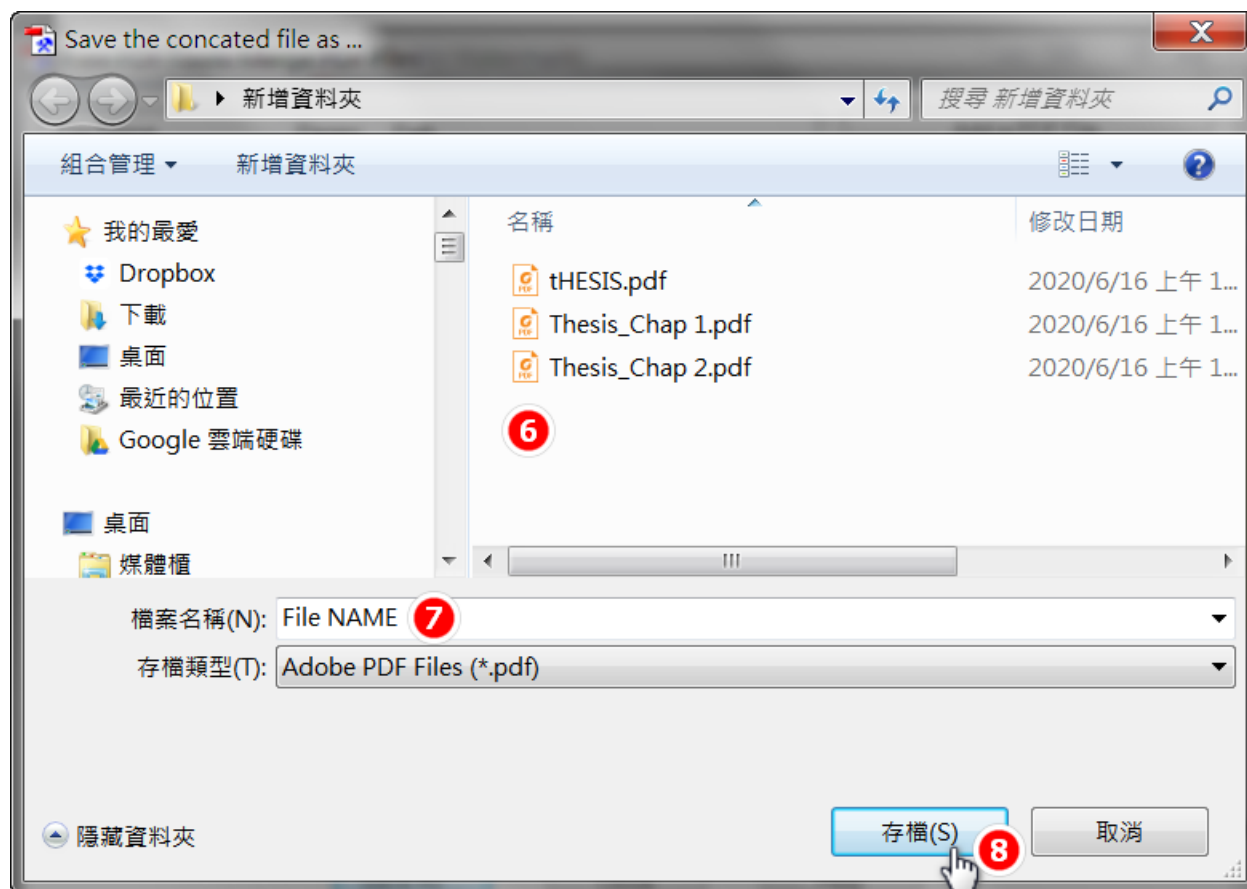 Save the concated file as ...
新增資料夾
搜尋 新增資料夾
組合管理 新增資料夾
名稱 修改日期
我的最愛
Dropbox
下載
桌面
最近的位置
Google 雲端硬碟
桌面
媒體櫃
tHESIS.pdf 2020/6/16 上午 1...
Thesis_Chap 1.pdf 2020/6/16 上午 1...
Thesis_Chap 2.pdf 2020/6/16 上午 1...
6
檔案名稱(N): File NAME 7
存檔類型(T): Adobe PDF Files (*.pdf)
隱藏資料夾
存檔(S) 8 取消